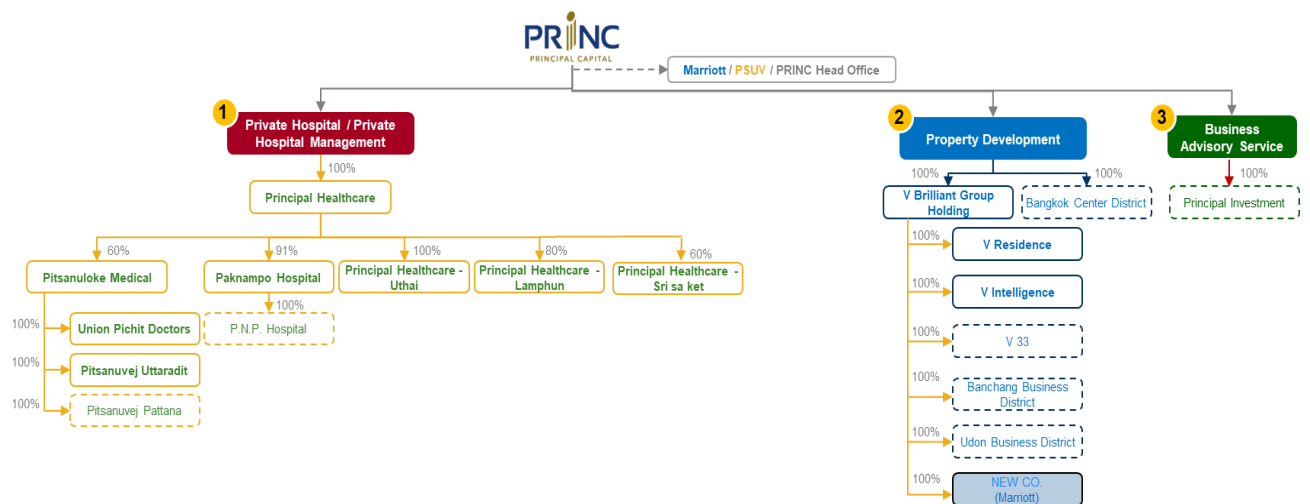 PRINC
PRINCIPAL CAPITAL
Marriott / PSUV / PRINC Head Office
1
Private Hospital / Private
Hospital Management
2
Property Development
3
Business
Advisory Service
100%
100%
100%
100%
Principal Healthcare
V Brilliant Group
Holding
Bangkok Center District
Principal Investment
60%
91%
100%
80%
60%
Pitsanuloke Medical
Paknampo Hospital
Principal Healthcare -
Uthai
Principal Healthcare -
Lamphun
Principal Healthcare -
Sri sa ket
100%
V Residence
100%
V Intelligence
100%
100%
Union Pichit Doctors
P.N.P. Hospital
100%
V 33
100%
Pitsanuvej Uttaradit
100%
Banchang Business
District
100%
Pitsanuvej Pattana
100%
Udon Business District
100%
NEW CO.
(Marriott)